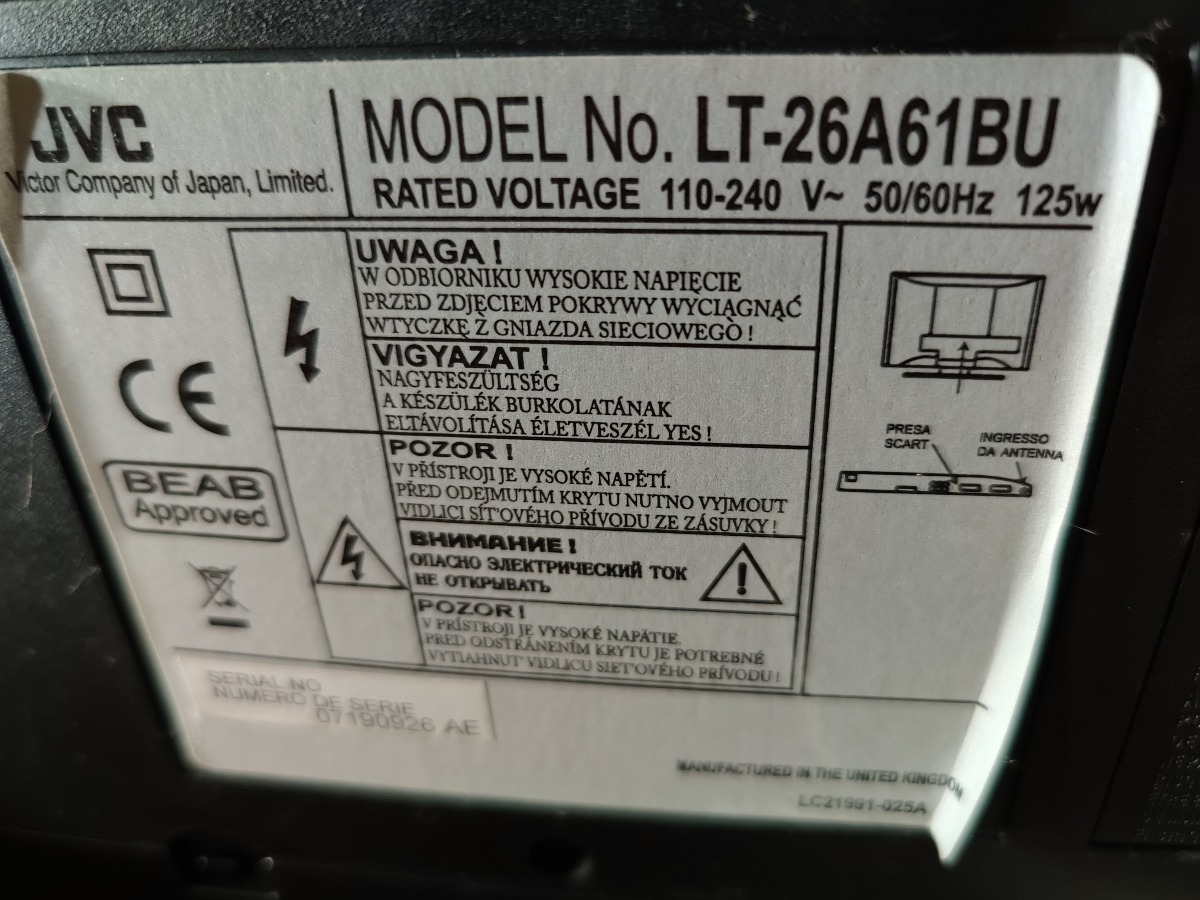 JVC
Victor Company of Japan, Limited.
MODEL No. LT-26A61BU
RATED VOLTAGE 110-240 V~ 50/60Hz 125w
UWAGA !
W ODBIORNIKU WYSOKIE NAPIĘCIE
PRZED ZDJĘCIEM POKRYWY WYCIĄGNĄĆ
WTYCZKĘ Z GNIAZDA SIECIOWEGO !
VIGYAZAT !
NAGYFESZÜLTSÉG
A KÉSZÜLÉK BURKOLATÁNAK
ELTÁVOLÍTÁSA ÉLETVESZÉL YES !
POZOR !
V PŘÍSTROJI JE VYSOKÉ NAPĚTÍ.
PŘED ODEJMUTÍM KRYTU NUTNO VYJMOUT
VIDLICI SÍŤOVÉHO PŘÍVODU ZE ZÁSUVKY !
ВНИМАНИЕ !
ОПАСНО ЭЛЕКТРИЧЕСКИЙ ТОК
НЕ ОТКРЫВАТЬ
POZOR !
V PRÍSTROJI JE VYSOKÉ NAPÄTIE.
PRED ODSTRÁNENÍM KRYTU JE POTREBNÉ
VYTIAHNUŤ VIDLICU SIEŤOVÉHO PRÍVODU !
CE
BEAB
Approved
PRESA
SCART
INGRESSO
DA ANTENNA
SERIAL NO
NUMERO DE SERIE
07190926 AE
MANUFACTURED IN THE UNITED KINGDOM
LC21991-025A